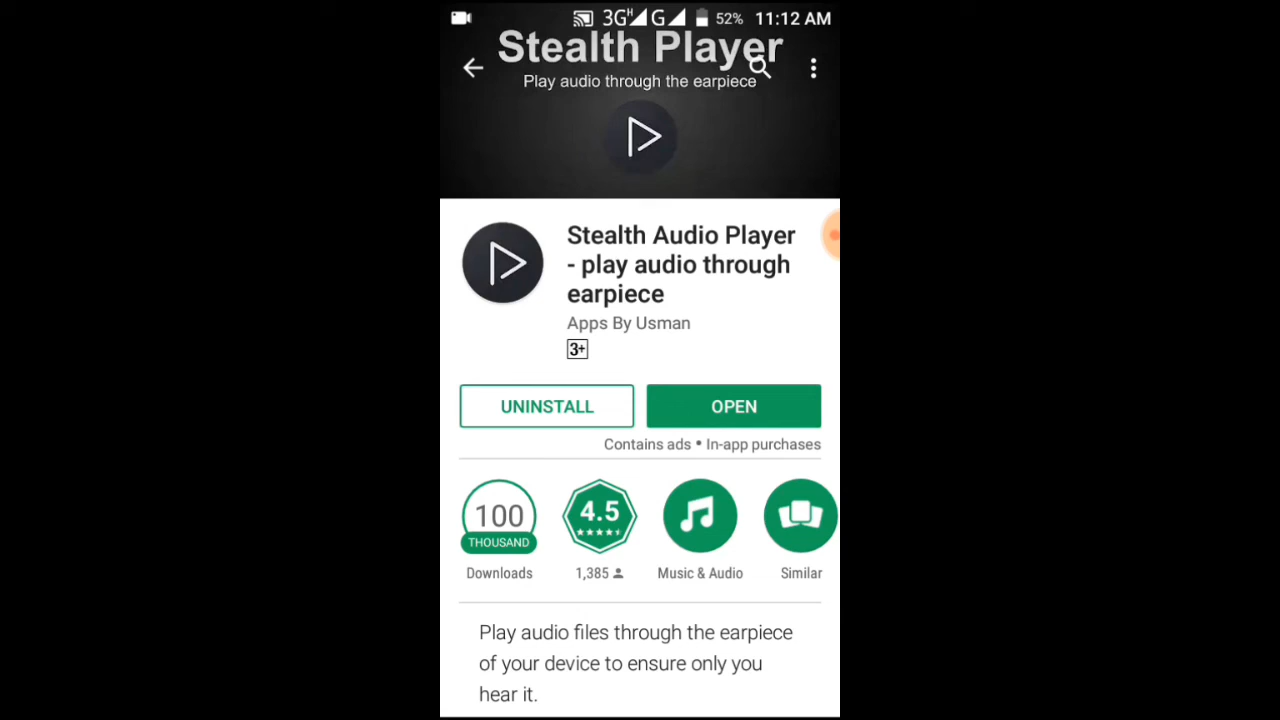 3G H G 52% 11:12 AM
Stealth Player
Play audio through the earpiece
Stealth Audio Player
- play audio through
earpiece
Apps By Usman
3+
UNINSTALL
OPEN
Contains ads • In-app purchases
100
THOUSAND
Downloads
4.5
1,385
Music & Audio
Similar
Play audio files through the earpiece
of your device to ensure only you
hear it.